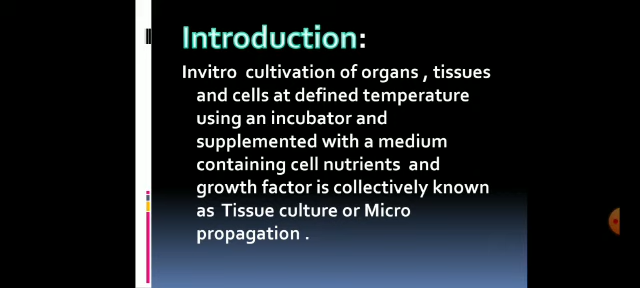 Introduction:
Invitro cultivation of organs , tissues
and cells at defined temperature
using an incubator and
supplemented with a medium
containing cell nutrients and
growth factor is collectively known
as Tissue culture or Micro
propagation .